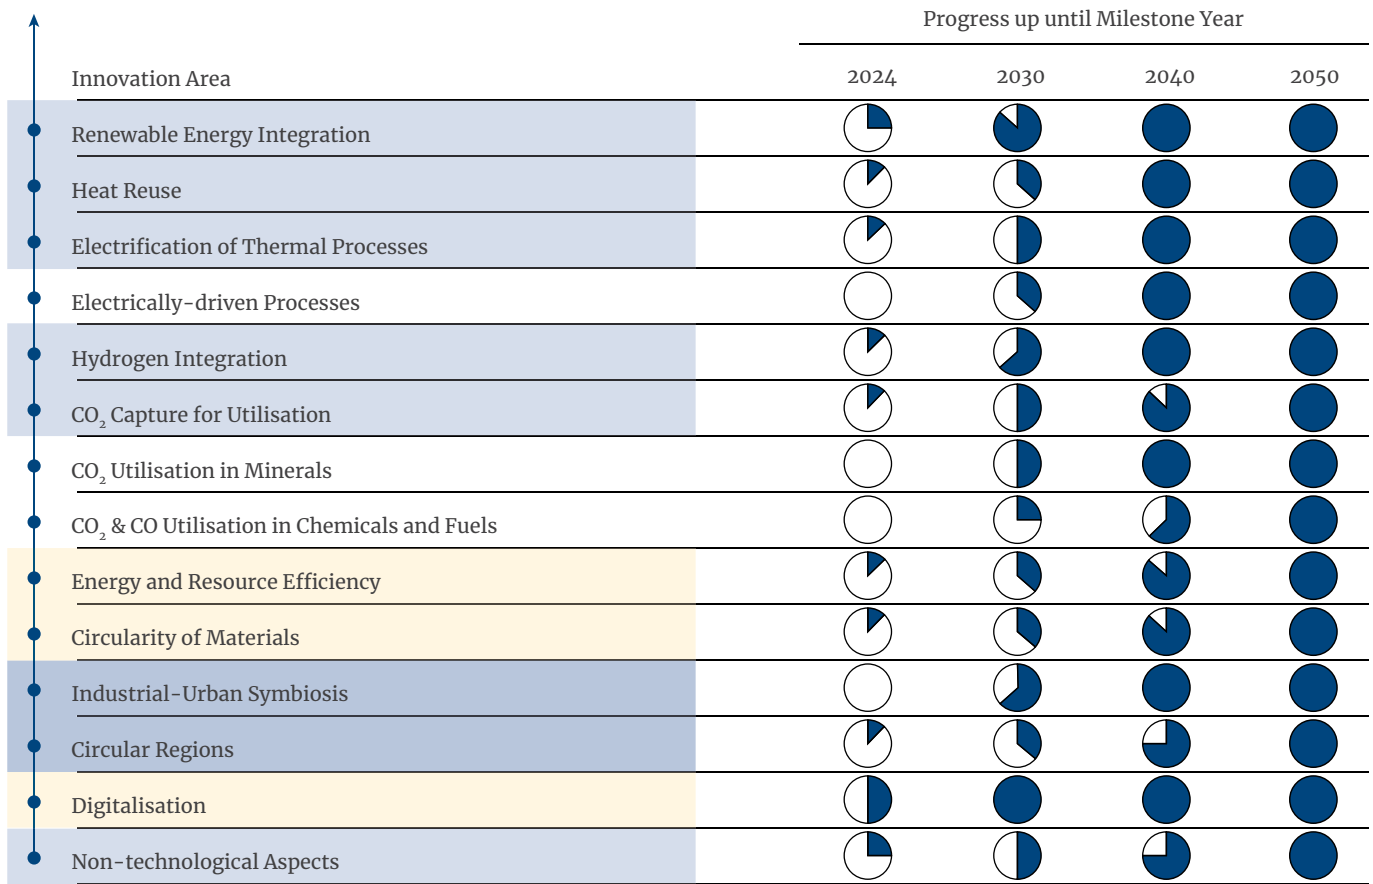 Progress up until Milestone Year
Innovation Area 2024 2030 2040 2050
Renewable Energy Integration
Heat Reuse
Electrification of Thermal Processes
Electrically-driven Processes
Hydrogen Integration
CO₂ Capture for Utilisation
CO₂ Utilisation in Minerals
CO₂ & CO Utilisation in Chemicals and Fuels
Energy and Resource Efficiency
Circularity of Materials
Industrial-Urban Symbiosis
Circular Regions
Digitalisation
Non-technological Aspects